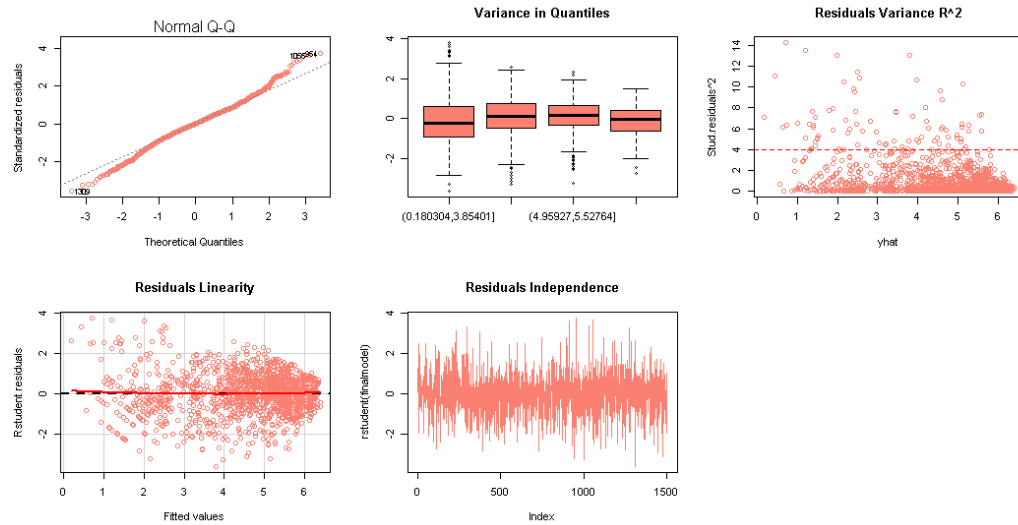 Normal Q-Q
Standardized residuals
4
2
0
-2
1309
1055
954
-3 -2 -1 0 1 2 3
Theoretical Quantiles
Variance in Quantiles
4
2
0
-2
(0.180304,3.85401] (4.95927,5.52764]
Residuals Variance R^2
Stud.residuals^2
14
12
10
8
6
4
2
0
0 1 2 3 4 5 6
yhat
Residuals Linearity
Rstudent residuals
4
2
0
-2
0 1 2 3 4 5 6
Fitted values
Residuals Independence
rstudent(finalmodel)
4
2
0
-2
0 500 1000 1500
Index